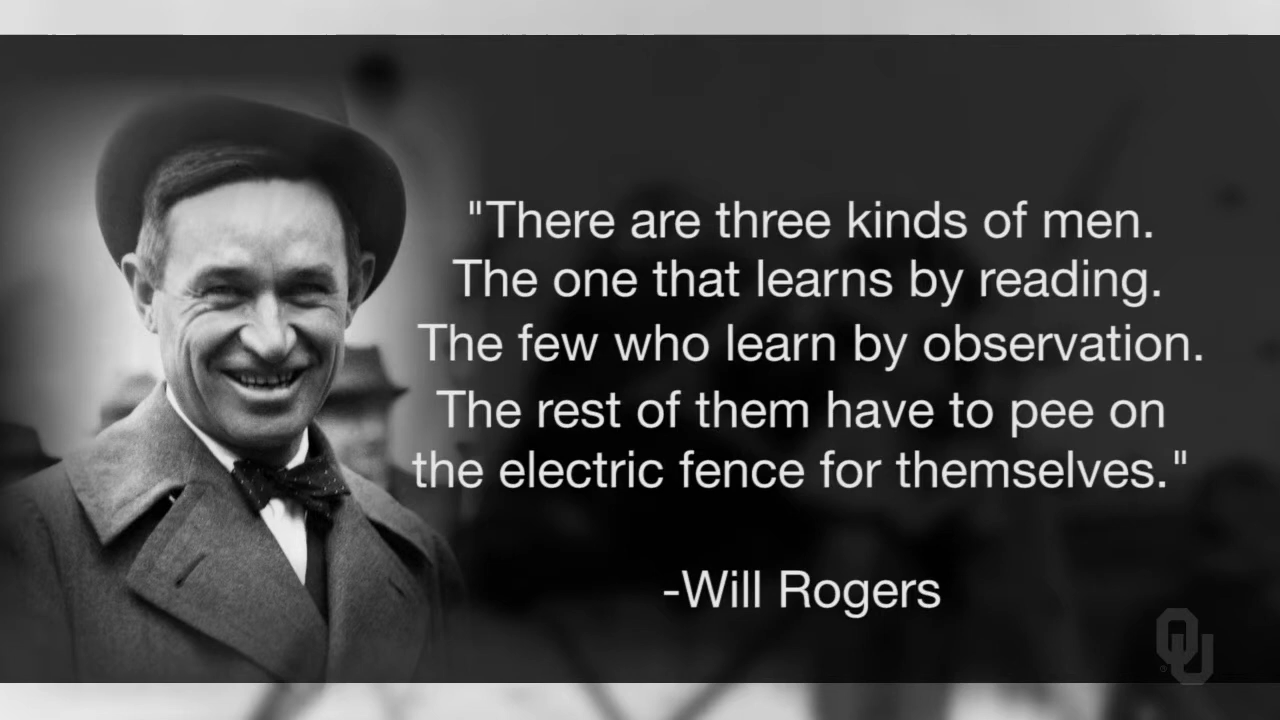 "There are three kinds of men.
The one that learns by reading.
The few who learn by observation.
The rest of them have to pee on
the electric fence for themselves."
-Will Rogers
OU
®